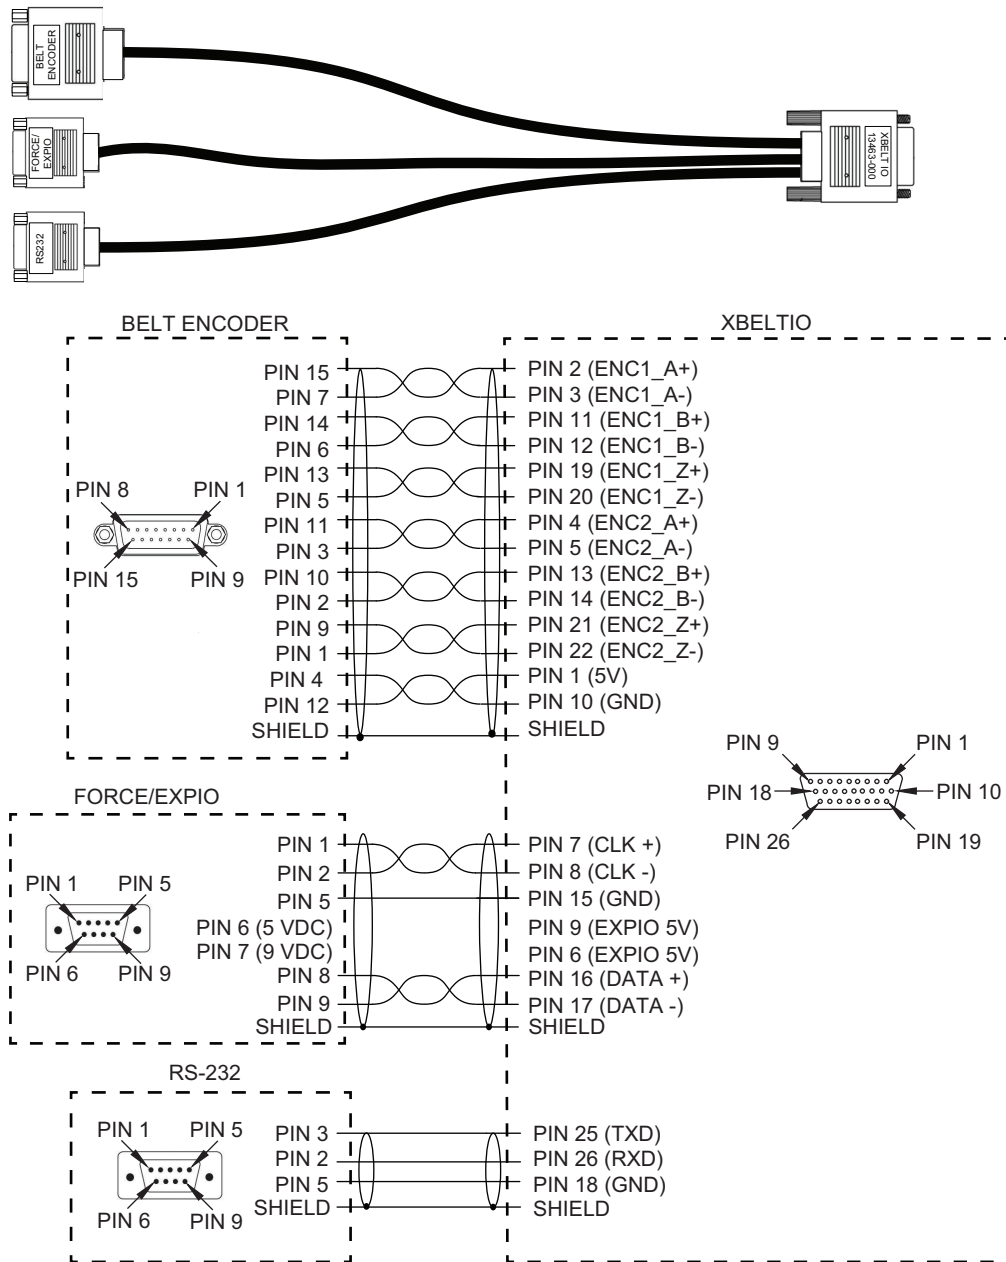 BELT
ENCODER
FORCE/
EXPIO
RS232
XBELT IO
13463-000
BELT ENCODER
XBELTIO
PIN 15
PIN 2 (ENC1_A+)
PIN 7
PIN 3 (ENC1_A-)
PIN 14
PIN 11 (ENC1_B+)
PIN 6
PIN 12 (ENC1_B-)
PIN 13
PIN 19 (ENC1_Z+)
PIN 5
PIN 20 (ENC1_Z-)
PIN 11
PIN 4 (ENC2_A+)
PIN 3
PIN 5 (ENC2_A-)
PIN 10
PIN 13 (ENC2_B+)
PIN 2
PIN 14 (ENC2_B-)
PIN 9
PIN 21 (ENC2_Z+)
PIN 1
PIN 22 (ENC2_Z-)
PIN 4
PIN 1 (5V)
PIN 12
PIN 10 (GND)
SHIELD
SHIELD
PIN 8
PIN 1
PIN 15
PIN 9
PIN 9
PIN 1
PIN 18
PIN 10
PIN 26
PIN 19
FORCE/EXPIO
PIN 1
PIN 7 (CLK +)
PIN 2
PIN 8 (CLK -)
PIN 5
PIN 15 (GND)
PIN 6 (5 VDC)
PIN 9 (EXPIO 5V)
PIN 7 (9 VDC)
PIN 6 (EXPIO 5V)
PIN 8
PIN 16 (DATA +)
PIN 9
PIN 17 (DATA -)
SHIELD
SHIELD
PIN 1
PIN 5
PIN 6
PIN 9
RS-232
PIN 3
PIN 25 (TXD)
PIN 2
PIN 26 (RXD)
PIN 5
PIN 18 (GND)
SHIELD
SHIELD
PIN 1
PIN 5
PIN 6
PIN 9